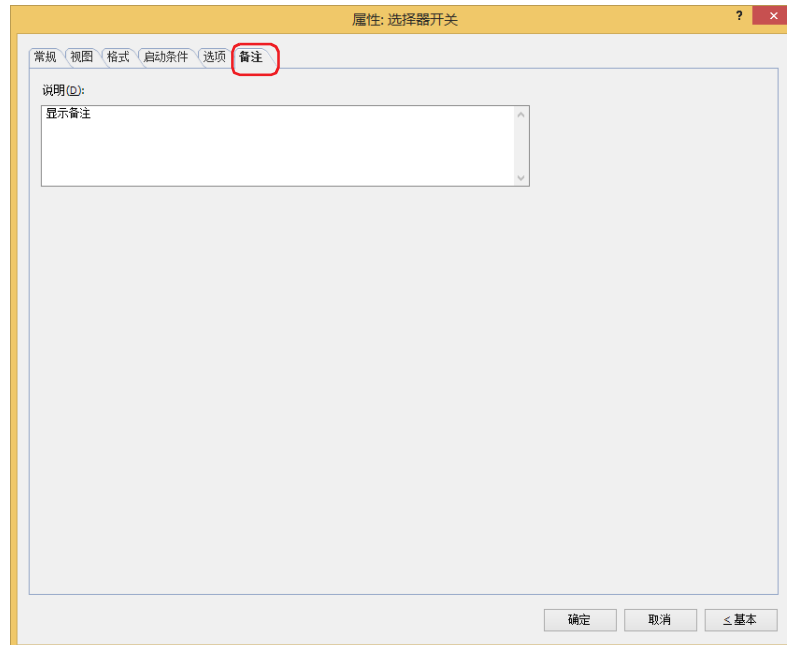 属性: 选择器开关
? ×
常规 视图 格式 启动条件 选项 备注
说明(D):
显示备注
确定 取消 ≤基本